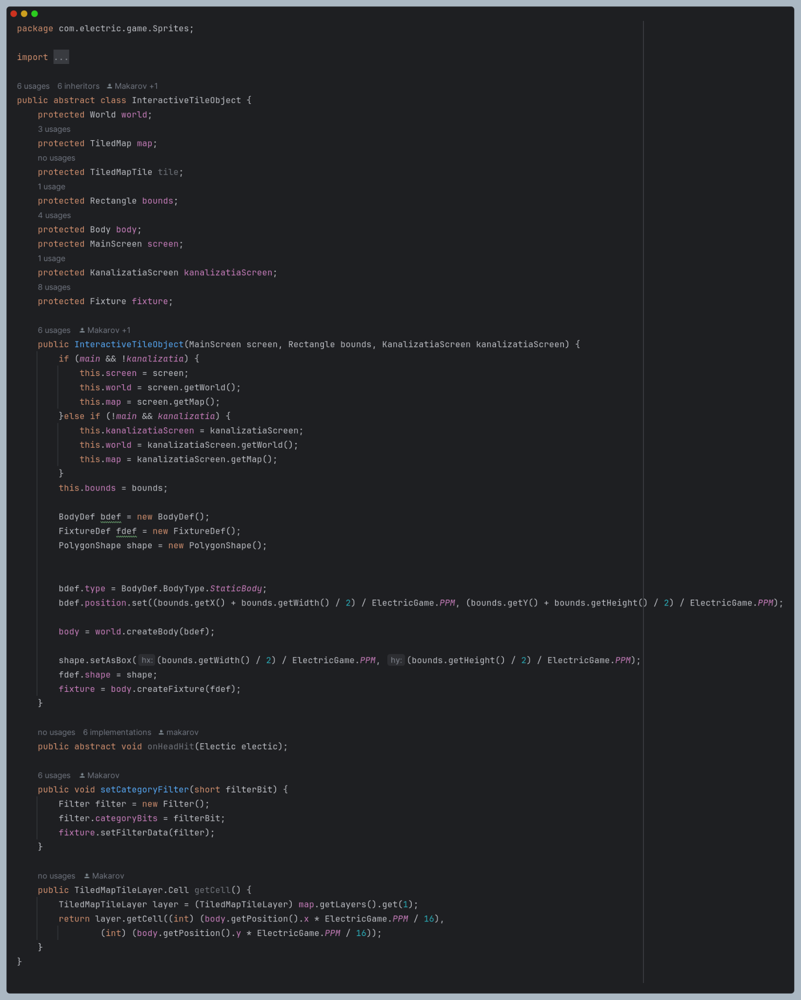 package com.electric.game.Sprites;
import ...
6 usages 6 inheritors Makarov +1
public abstract class InteractiveTileObject {
protected World world;
3 usages
protected TiledMap map;
no usages
protected TiledMapTile tile;
1 usage
protected Rectangle bounds;
4 usages
protected Body body;
protected MainScreen screen;
1 usage
protected KanalizatiaScreen kanalizatiaScreen;
8 usages
protected Fixture fixture;
6 usages Makarov +1
public InteractiveTileObject(MainScreen screen, Rectangle bounds, KanalizatiaScreen kanalizatiaScreen) {
if (main && !kanalizatia) {
this.screen = screen;
this.world = screen.getWorld();
this.map = screen.getMap();
}else if (!main && kanalizatia) {
this.kanalizatiaScreen = kanalizatiaScreen;
this.world = kanalizatiaScreen.getWorld();
this.map = kanalizatiaScreen.getMap();
}
this.bounds = bounds;
BodyDef bdef = new BodyDef();
FixtureDef fdef = new FixtureDef();
PolygonShape shape = new PolygonShape();
bdef.type = BodyDef.BodyType.StaticBody;
bdef.position.set((bounds.getX() + bounds.getWidth() / 2) / ElectricGame.PPM, (bounds.getY() + bounds.getHeight() / 2) / ElectricGame.PPM);
body = world.createBody(bdef);
shape.setAsBox( hx: (bounds.getWidth() / 2) / ElectricGame.PPM, hy: (bounds.getHeight() / 2) / ElectricGame.PPM);
fdef.shape = shape;
fixture = body.createFixture(fdef);
}
no usages 6 implementations makarov
public abstract void onHeadHit(Electic electic);
6 usages Makarov
public void setCategoryFilter(short filterBit) {
Filter filter = new Filter();
filter.categoryBits = filterBit;
fixture.setFilterData(filter);
}
no usages Makarov
public TiledMapTileLayer.Cell getCell() {
TiledMapTileLayer layer = (TiledMapTileLayer) map.getLayers().get(1);
return layer.getCell((int) (body.getPosition().x * ElectricGame.PPM / 16),
(int) (body.getPosition().y * ElectricGame.PPM / 16));
}
}